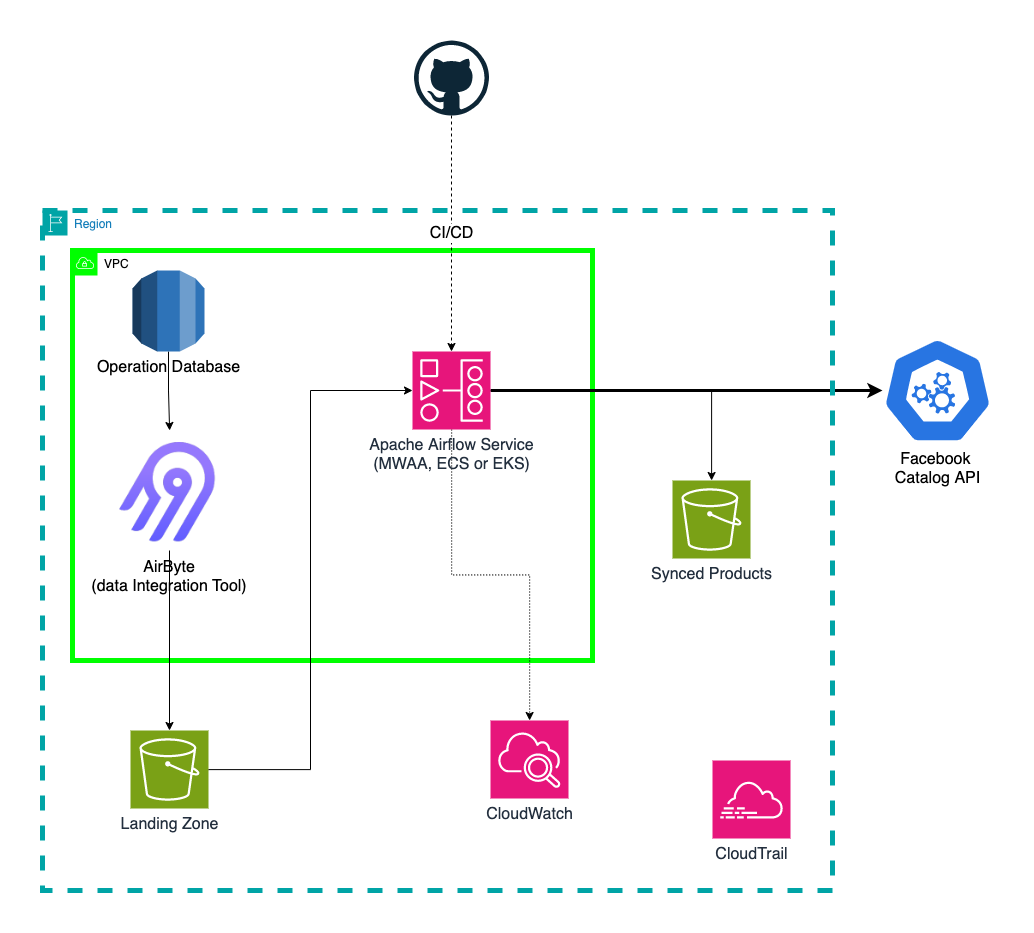 Region
CI/CD
VPC
Operation Database
Apache Airflow Service
(MWAA, ECS or EKS)
Facebook
Catalog API
AirByte
(data Integration Tool)
Synced Products
Landing Zone
CloudWatch
CloudTrail